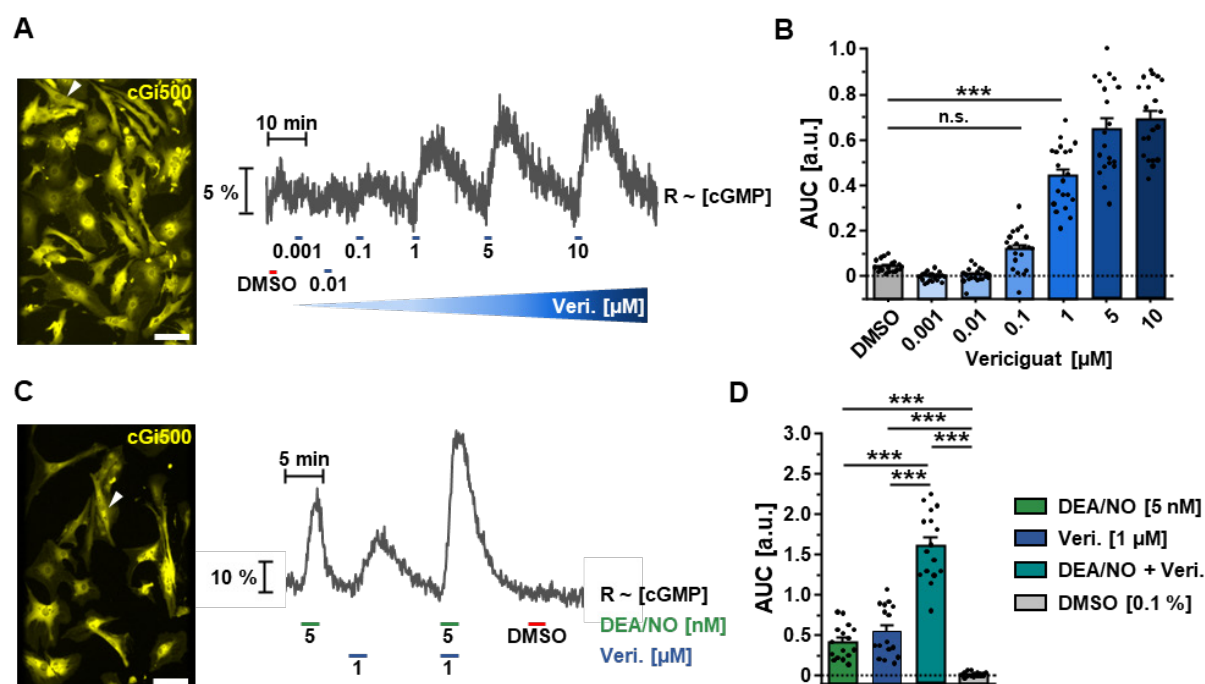 A
cGi500
10 min
5 %
R ~ [cGMP]
0.001
0.1
1
5
10
DMSO
0.01
Veri. [µM]
B
AUC [a.u.]
1.0
0.8
0.6
0.4
0.2
0
***
n.s.
DMSO
0.001
0.01
0.1
1
5
10
Vericiguat [µM]
C
cGi500
5 min
10 %
R ~ [cGMP]
DEA/NO [nM]
5
5
DMSO
Veri. [µM]
1
1
D
AUC [a.u.]
3.0
2.5
2.0
1.5
1.0
0.5
0
***
***
***
***
***
DEA/NO [5 nM]
Veri. [1 µM]
DEA/NO + Veri.
DMSO [0.1 %]